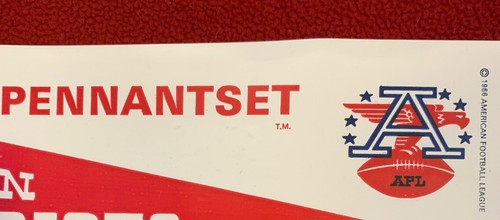 PENNANTSET
T.M.
A
APL
© 1966 AMERICAN FOOTBALL LEAGUE
N